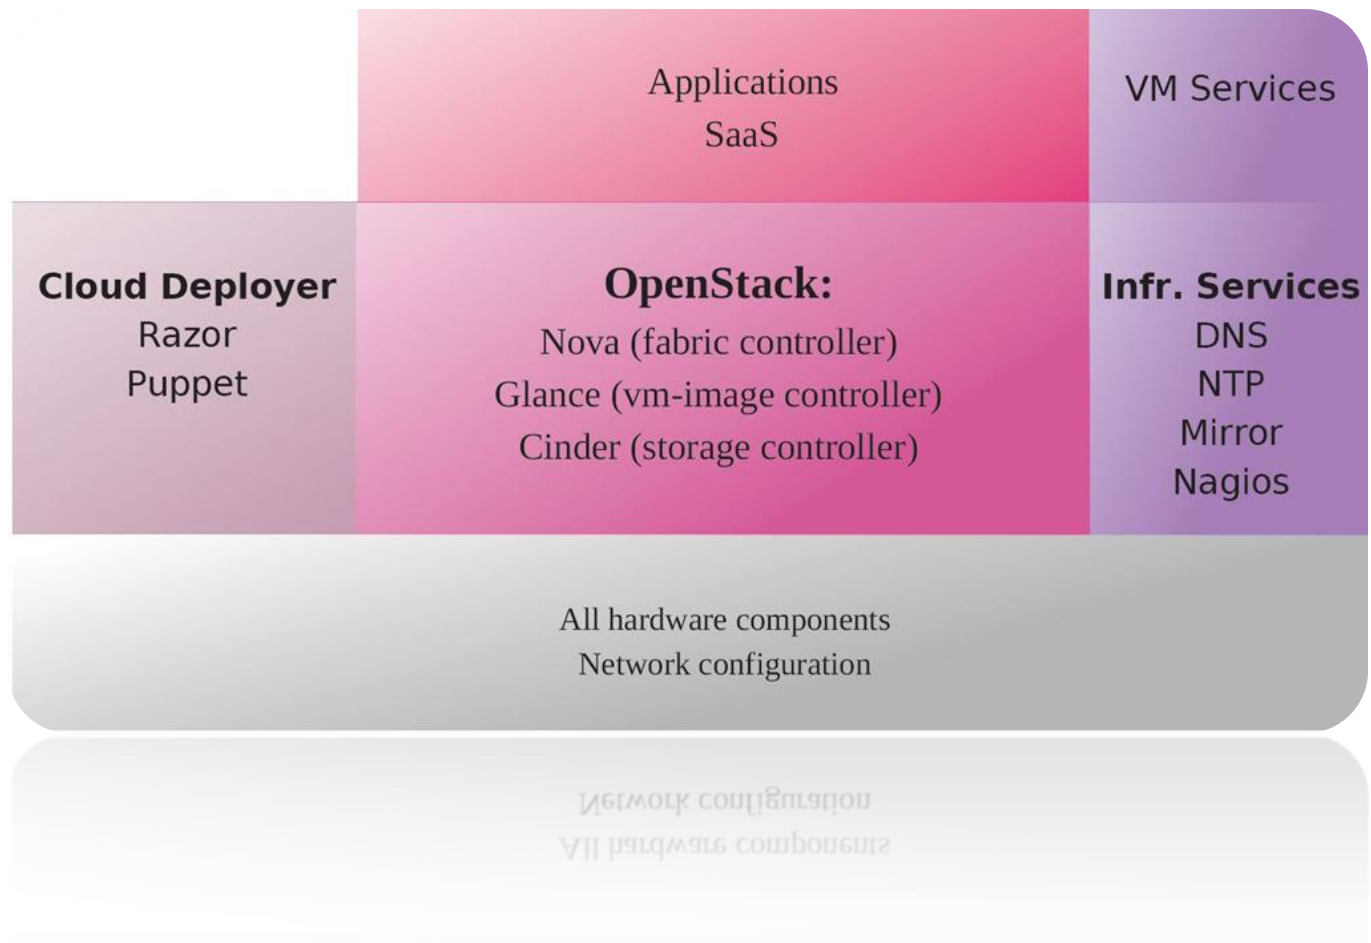 Applications
SaaS
VM Services
Cloud Deployer
Razor
Puppet
OpenStack:
Nova (fabric controller)
Glance (vm-image controller)
Cinder (storage controller)
Infr. Services
DNS
NTP
Mirror
Nagios
All hardware components
Network configuration